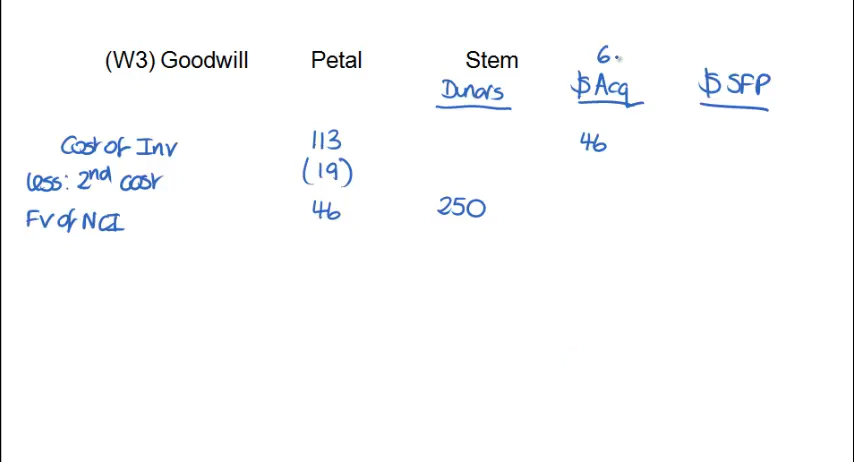 (W3) Goodwill Petal Stem 6.
Dunars $Acq $SFP
Cost of Inv 113 46
less: 2nd cost (19)
FV of NCI 46 250